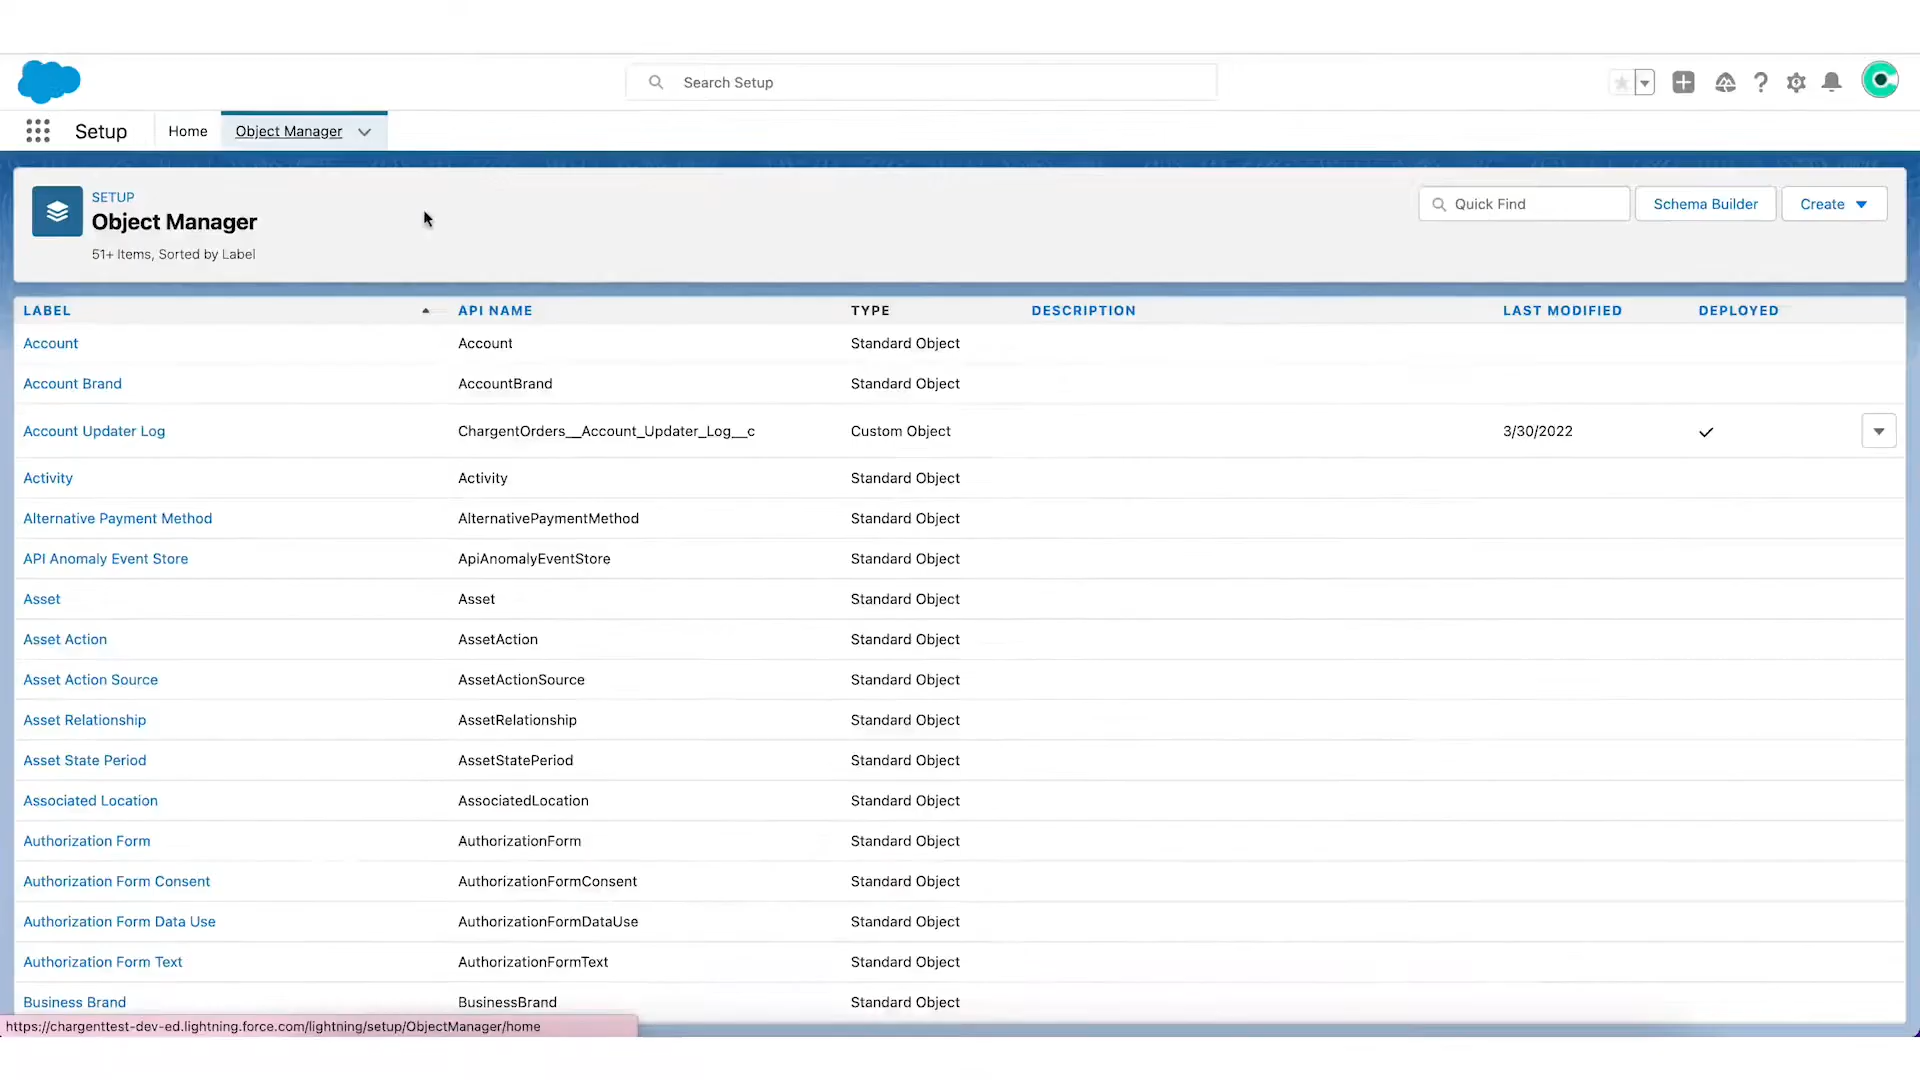 Search Setup
Setup
Home
Object Manager
SETUP
Object Manager
51+ Items, Sorted by Label
Quick Find
Schema Builder
Create
LABEL API NAME TYPE DESCRIPTION LAST MODIFIED DEPLOYED
Account Account Standard Object
Account Brand AccountBrand Standard Object
Account Updater Log ChargentOrders__Account_Updater_Log__c Custom Object 3/30/2022
Activity Activity Standard Object
Alternative Payment Method AlternativePaymentMethod Standard Object
API Anomaly Event Store ApiAnomalyEventStore Standard Object
Asset Asset Standard Object
Asset Action AssetAction Standard Object
Asset Action Source AssetActionSource Standard Object
Asset Relationship AssetRelationship Standard Object
Asset State Period AssetStatePeriod Standard Object
Associated Location AssociatedLocation Standard Object
Authorization Form AuthorizationForm Standard Object
Authorization Form Consent AuthorizationFormConsent Standard Object
Authorization Form Data Use AuthorizationFormDataUse Standard Object
Authorization Form Text AuthorizationFormText Standard Object
Business Brand BusinessBrand Standard Object
https://chargenttest-dev-ed.lightning.force.com/lightning/setup/ObjectManager/home